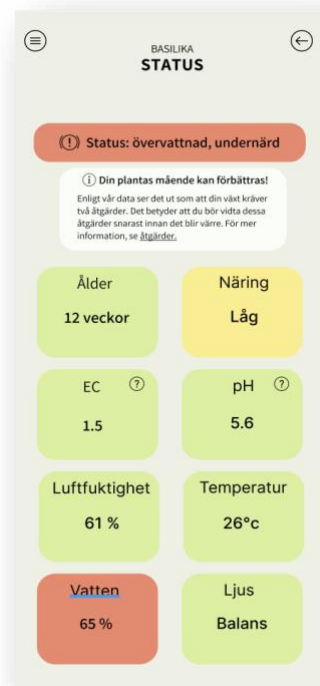 BASILIKA
STATUS
Status: övervattnad, undernärd
Din plantas mående kan förbättras!
Enligt vår data ser det ut som att din växt kräver
två åtgärder. Det betyder att du bör vidta dessa
åtgärder snarast innan det blir värre. För mer
information, se åtgärder.
Ålder
12 veckor
Näring
Låg
EC ?
1.5
pH ?
5.6
Luftfuktighet
61 %
Temperatur
26°c
Vatten
65 %
Ljus
Balans